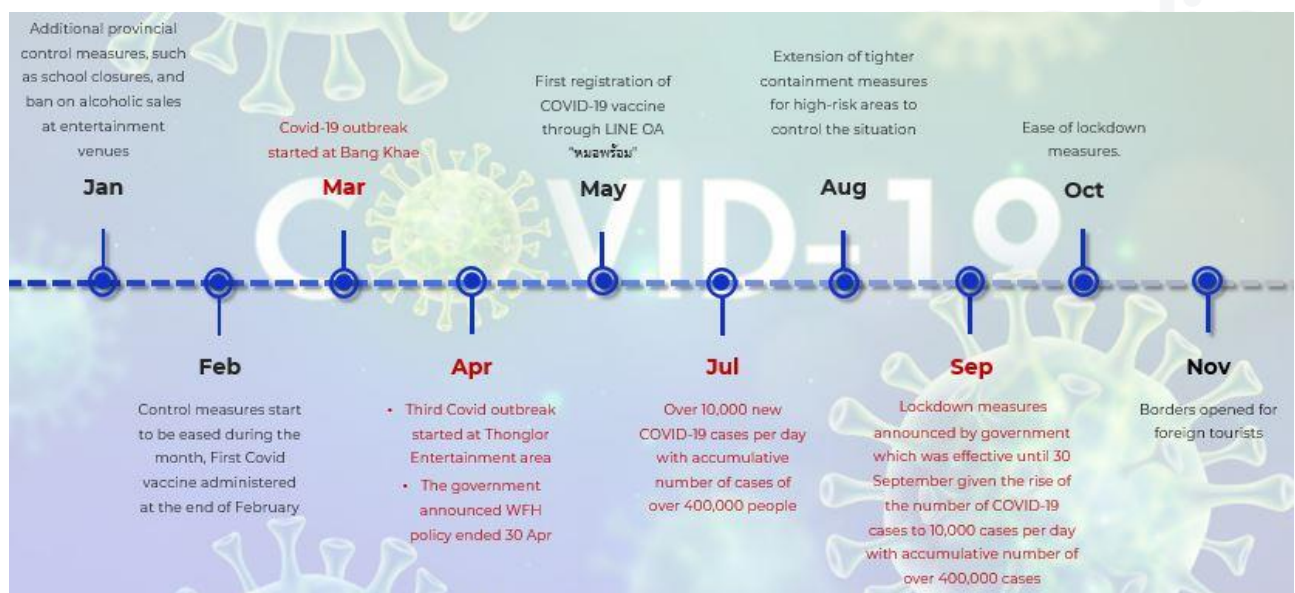 Additional provincial
control measures, such
as school closures, and
ban on alcoholic sales
at entertainment
venues
Jan
Control measures start
to be eased during the
month, First Covid
vaccine administered
at the end of February
Feb
Covid-19 outbreak
started at Bang Khae
Mar
Apr
• Third Covid outbreak
started at Thonglor
Entertainment area
• The government
announced WFH
policy ended 30 Apr
First registration of
COVID-19 vaccine
through LINE OA
"หมอพร้อม"
May
Jul
Over 10,000 new
COVID-19 cases per day
with accumulative
number of cases of
over 400,000 people
Extension of tighter
containment measures
for high-risk areas to
control the situation
Aug
Sep
Lockdown measures
announced by government
which was effective until 30
September given the rise of
the number of COVID-19
cases to 10,000 cases per day
with accumulative number of
over 400,000 cases
Ease of lockdown
measures.
Oct
Nov
Borders opened for
foreign tourists
COVID-19